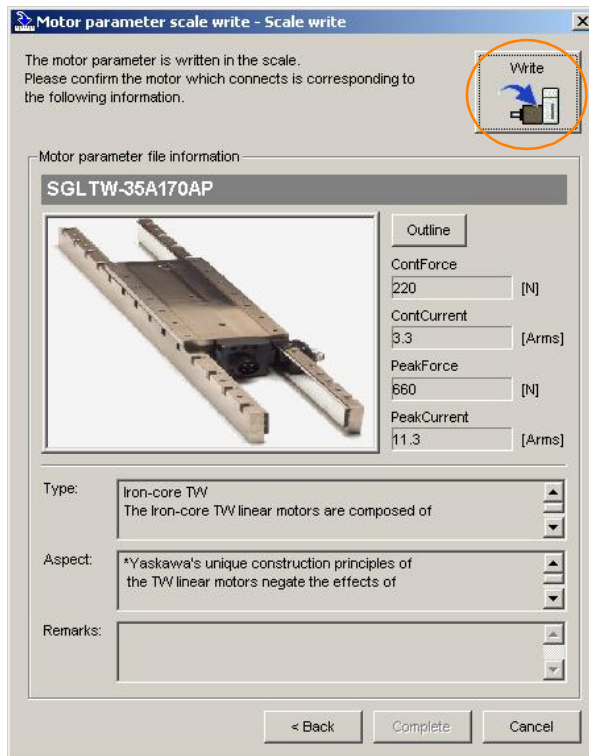 Motor parameter scale write - Scale write
The motor parameter is written in the scale.
Please confirm the motor which connects is corresponding to
the following information.
Write
Motor parameter file information
SGLTW-35A170AP
Outline
ContForce
220 [N]
ContCurrent
3.3 [Arms]
PeakForce
660 [N]
PeakCurrent
11.3 [Arms]
Type:
Iron-core TW
The Iron-core TW linear motors are composed of
Aspect:
*Yaskawa's unique construction principles of
the TW linear motors negate the effects of
Remarks:
< Back
Complete
Cancel